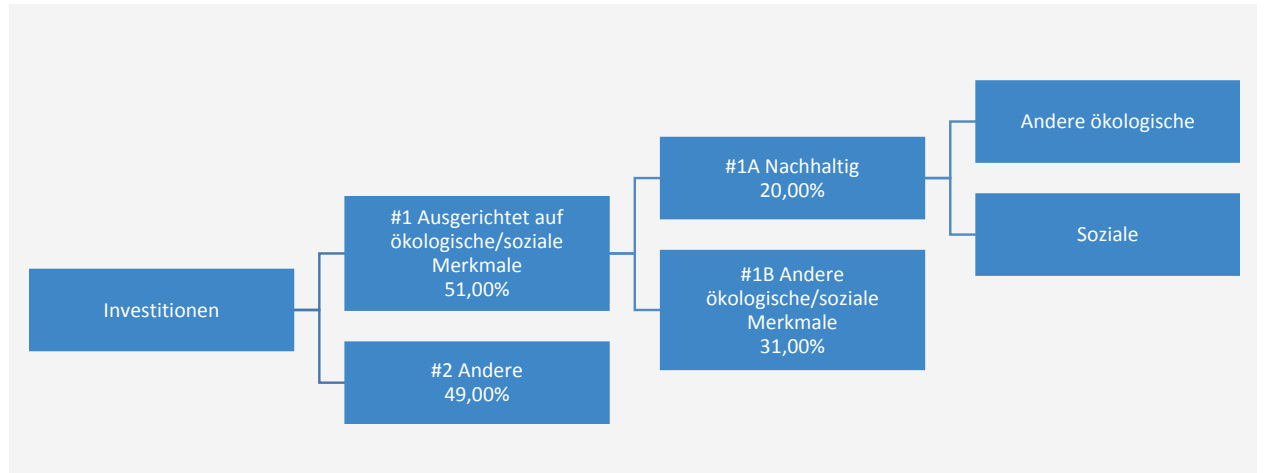 Investitionen
#1 Ausgerichtet auf
ökologische/soziale
Merkmale
51,00%
#2 Andere
49,00%
#1A Nachhaltig
20,00%
#1B Andere
ökologische/soziale
Merkmale
31,00%
Andere ökologische
Soziale